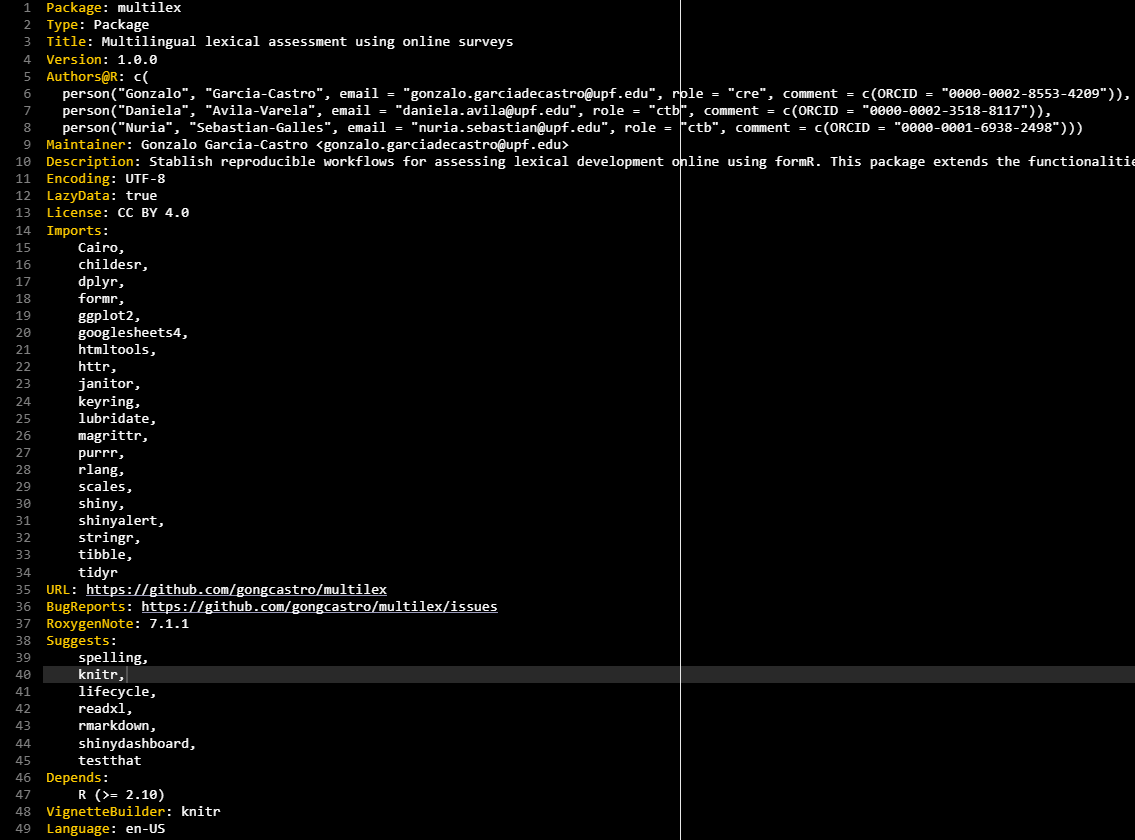 1 Package: multilex
2 Type: Package
3 Title: Multilingual lexical assessment using online surveys
4 Version: 1.0.0
5 Authors@R: c(
6 person("Gonzalo", "Garcia-Castro", email = "gonzalo.garciadecastro@upf.edu", role = "cre", comment = c(ORCID = "0000-0002-8553-4209")),
7 person("Daniela", "Avila-Varela", email = "daniela.avila@upf.edu", role = "ctb", comment = c(ORCID = "0000-0002-3518-8117")),
8 person("Nuria", "Sebastian-Galles", email = "nuria.sebastian@upf.edu", role = "ctb", comment = c(ORCID = "0000-0001-6938-2498")))
9 Maintainer: Gonzalo Garcia-Castro <gonzalo.garciadecastro@upf.edu>
10 Description: Stablish reproducible workflows for assessing lexical development online using formR. This package extends the functionalitie
11 Encoding: UTF-8
12 LazyData: true
13 License: CC BY 4.0
14 Imports:
15 Cairo,
16 childesr,
17 dplyr,
18 formr,
19 ggplot2,
20 googlesheets4,
21 htmltools,
22 httr,
23 janitor,
24 keyring,
25 lubridate,
26 magrittr,
27 purrr,
28 rlang,
29 scales,
30 shiny,
31 shinyalert,
32 stringr,
33 tibble,
34 tidyr
35 URL: https://github.com/gongcastro/multilex
36 BugReports: https://github.com/gongcastro/multilex/issues
37 RoxygenNote: 7.1.1
38 Suggests:
39 spelling,
40 knitr,
41 lifecycle,
42 readxl,
43 rmarkdown,
44 shinydashboard,
45 testthat
46 Depends:
47 R (>= 2.10)
48 VignetteBuilder: knitr
49 Language: en-US